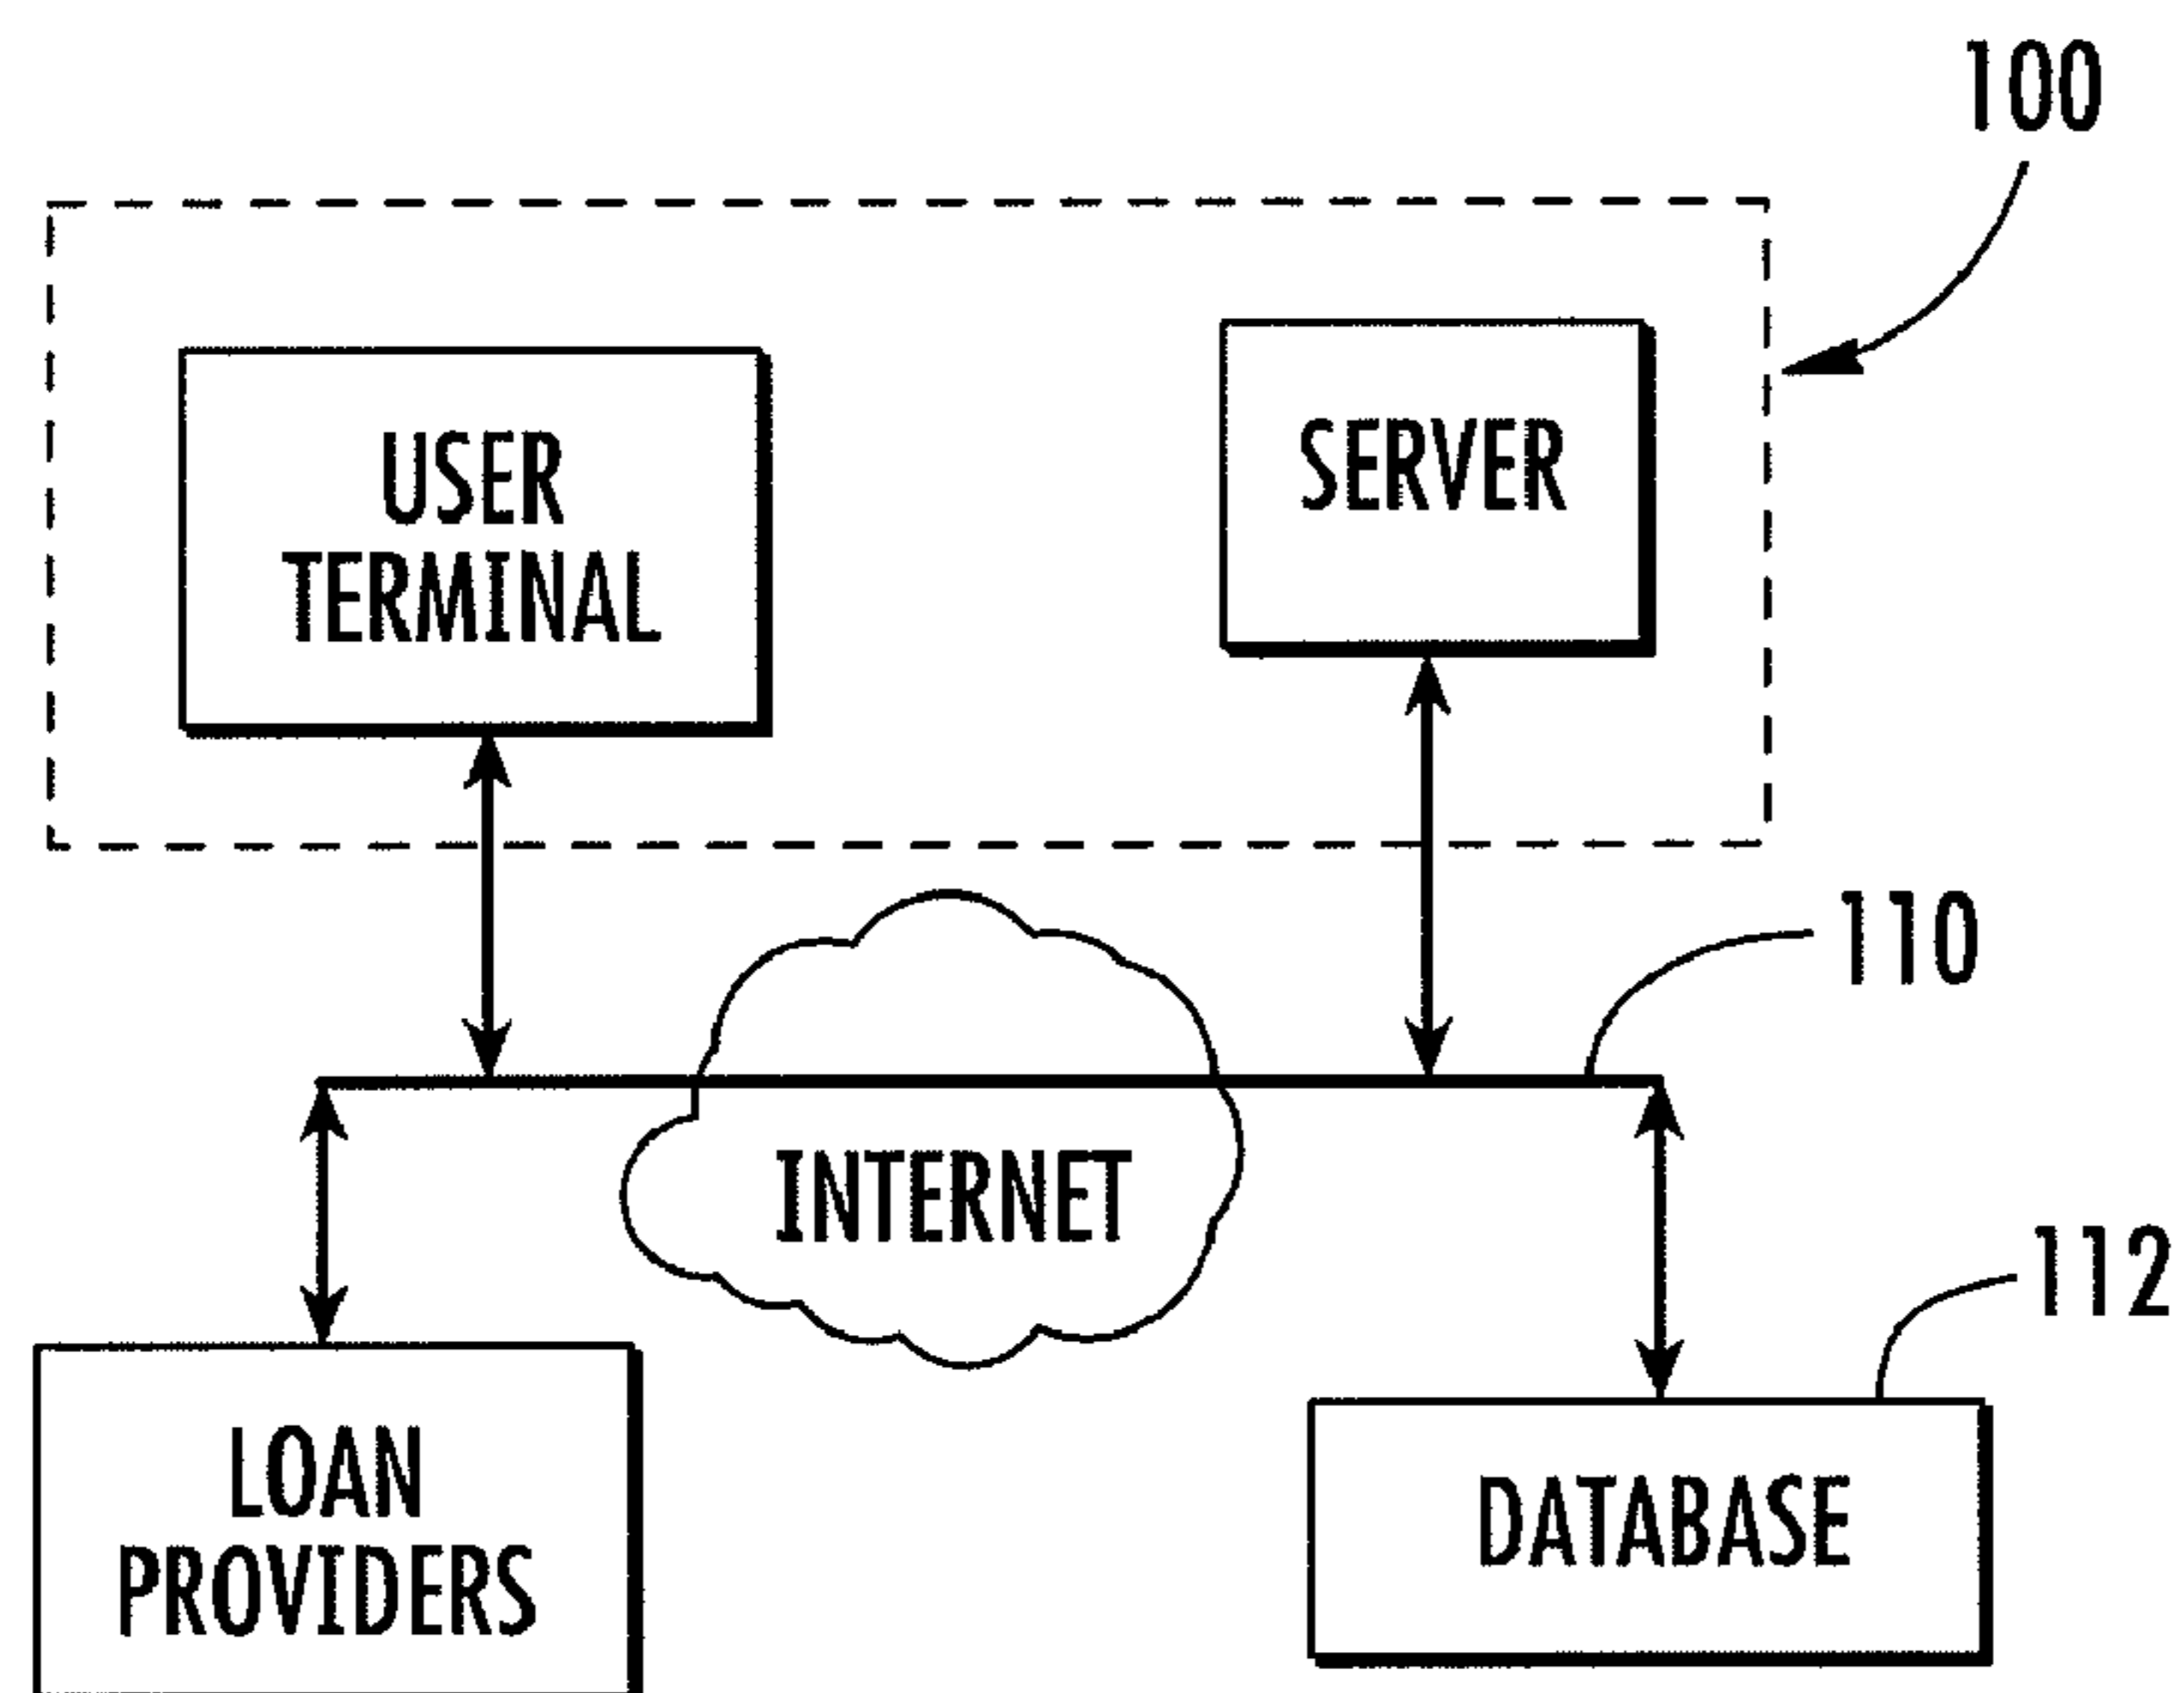 100
USER
TERMINAL
SERVER
110
INTERNET
112
LOAN
PROVIDERS
DATABASE